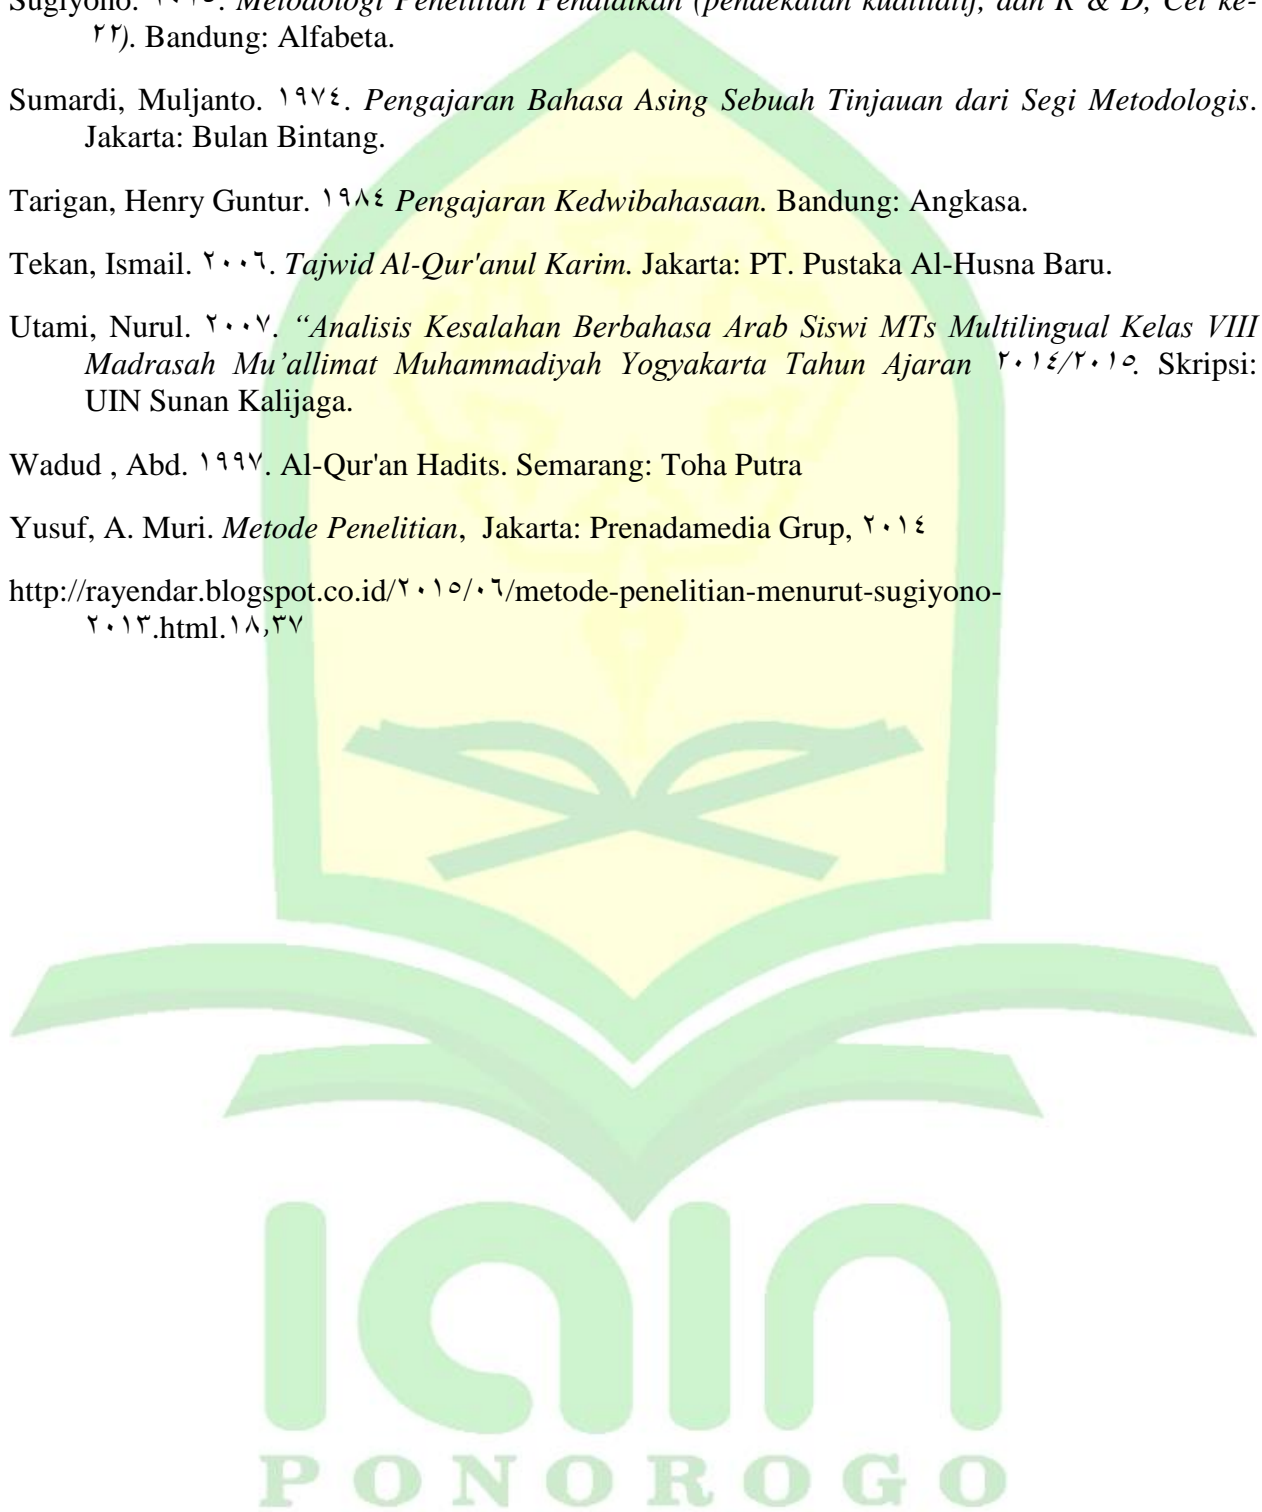 Sugiyono. ٢٠١٥. Metodologi Penelitian Pendidikan (pendekatan kualitatif, dan R & D, Cet ke-
٢٢). Bandung: Alfabeta.
Sumardi, Muljanto. ١٩٧٤. Pengajaran Bahasa Asing Sebuah Tinjauan dari Segi Metodologis.
Jakarta: Bulan Bintang.
Tarigan, Henry Guntur. ١٩٨٤ Pengajaran Kedwibahasaan. Bandung: Angkasa.
Tekan, Ismail. ٢٠٠٦. Tajwid Al-Qur'anul Karim. Jakarta: PT. Pustaka Al-Husna Baru.
Utami, Nurul. ٢٠٠٧. “Analisis Kesalahan Berbahasa Arab Siswi MTs Multilingual Kelas VIII
Madrasah Mu’allimat Muhammadiyah Yogyakarta Tahun Ajaran ٢٠١٤/٢٠١٥. Skripsi:
UIN Sunan Kalijaga.
Wadud , Abd. ١٩٩٧. Al-Qur'an Hadits. Semarang: Toha Putra
Yusuf, A. Muri. Metode Penelitian, Jakarta: Prenadamedia Grup, ٢٠١٤
http://rayendar.blogspot.co.id/٢٠١٥/٠٦/metode-penelitian-menurut-sugiyono-
٢٠١٣.html.١٨,٣٧
iain
PONOROGO